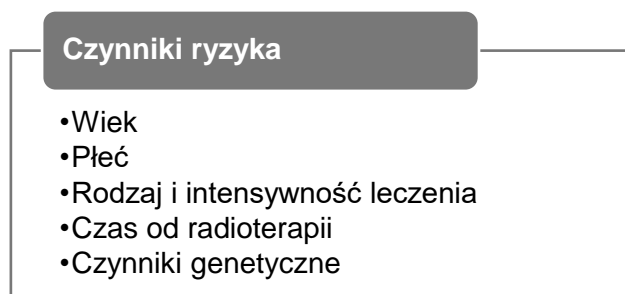 Czynniki ryzyka
•Wiek
•Płeć
•Rodzaj i intensywność leczenia
•Czas od radioterapii
•Czynniki genetyczne